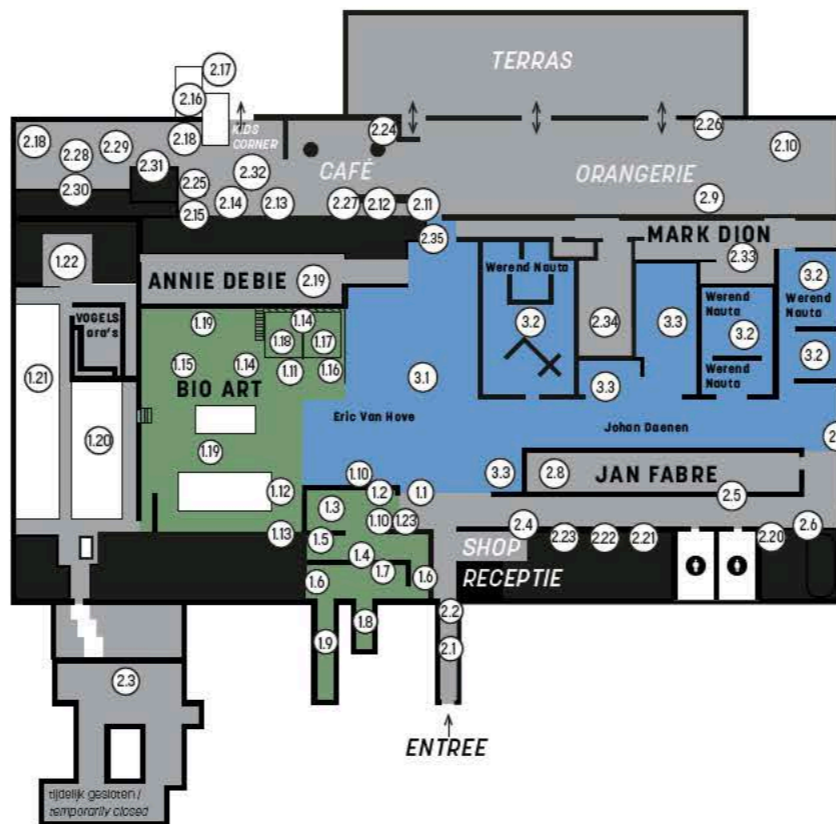 TERRAS
2.17
2.16
2.18
KIDS
CORNER
2.24
2.26
2.18
2.28
2.29
2.31
2.32
CAFÉ
ORANGERIE
2.10
2.30
2.25
2.15
2.14
2.13
2.27
2.12
2.11
2.9
2.35
MARK DION
2.33
1.22
ANNIE DEBIE
2.19
Werend Nauta
3.2
2.34
3.3
3.3
Werend
Nauta
3.2
Werend
Nauta
3.2
Werend
Nauta
3.2
VOGELS
ara's
1.21
1.20
1.19
1.14
1.18
1.17
1.15
1.14
1.11
1.16
BIO ART
3.1
Eric Van Hove
Johan Daenen
1.19
1.12
1.13
1.10
1.2
1.1
3.3
2.8
JAN FABRE
2.5
1.3
1.10
1.23
1.5
1.4
1.7
1.6
1.6
2.4
2.23
2.22
2.21
2.20
2.6
SHOP
RECEPTIE
1.9
1.8
2.2
2.1
2.3
ENTREE
tijdelijk gesloten /
temporarily closed